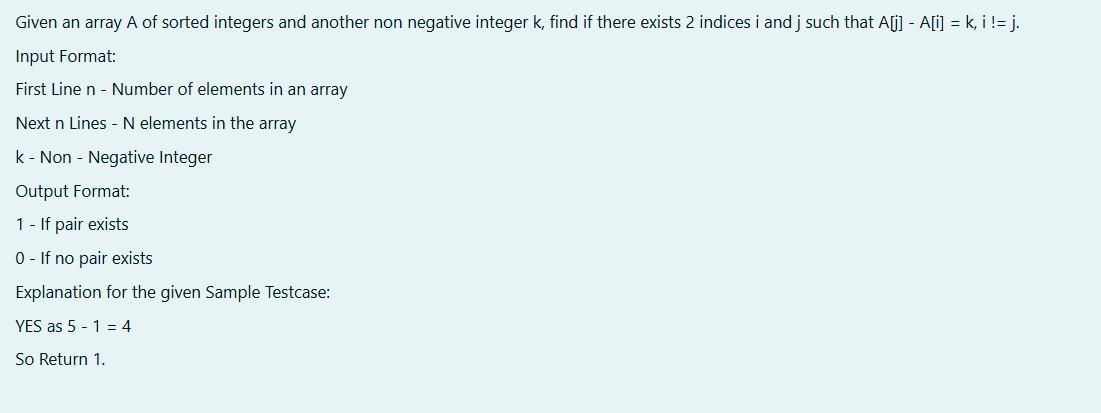 Given an array A of sorted integers and another non negative integer k, find if there exists 2 indices i and j such that A[j] - A[i] = k, i != j.
Input Format:
First Line n - Number of elements in an array
Next n Lines - N elements in the array
k - Non - Negative Integer
Output Format:
1 - If pair exists
0 - If no pair exists
Explanation for the given Sample Testcase:
YES as 5 - 1 = 4
So Return 1.